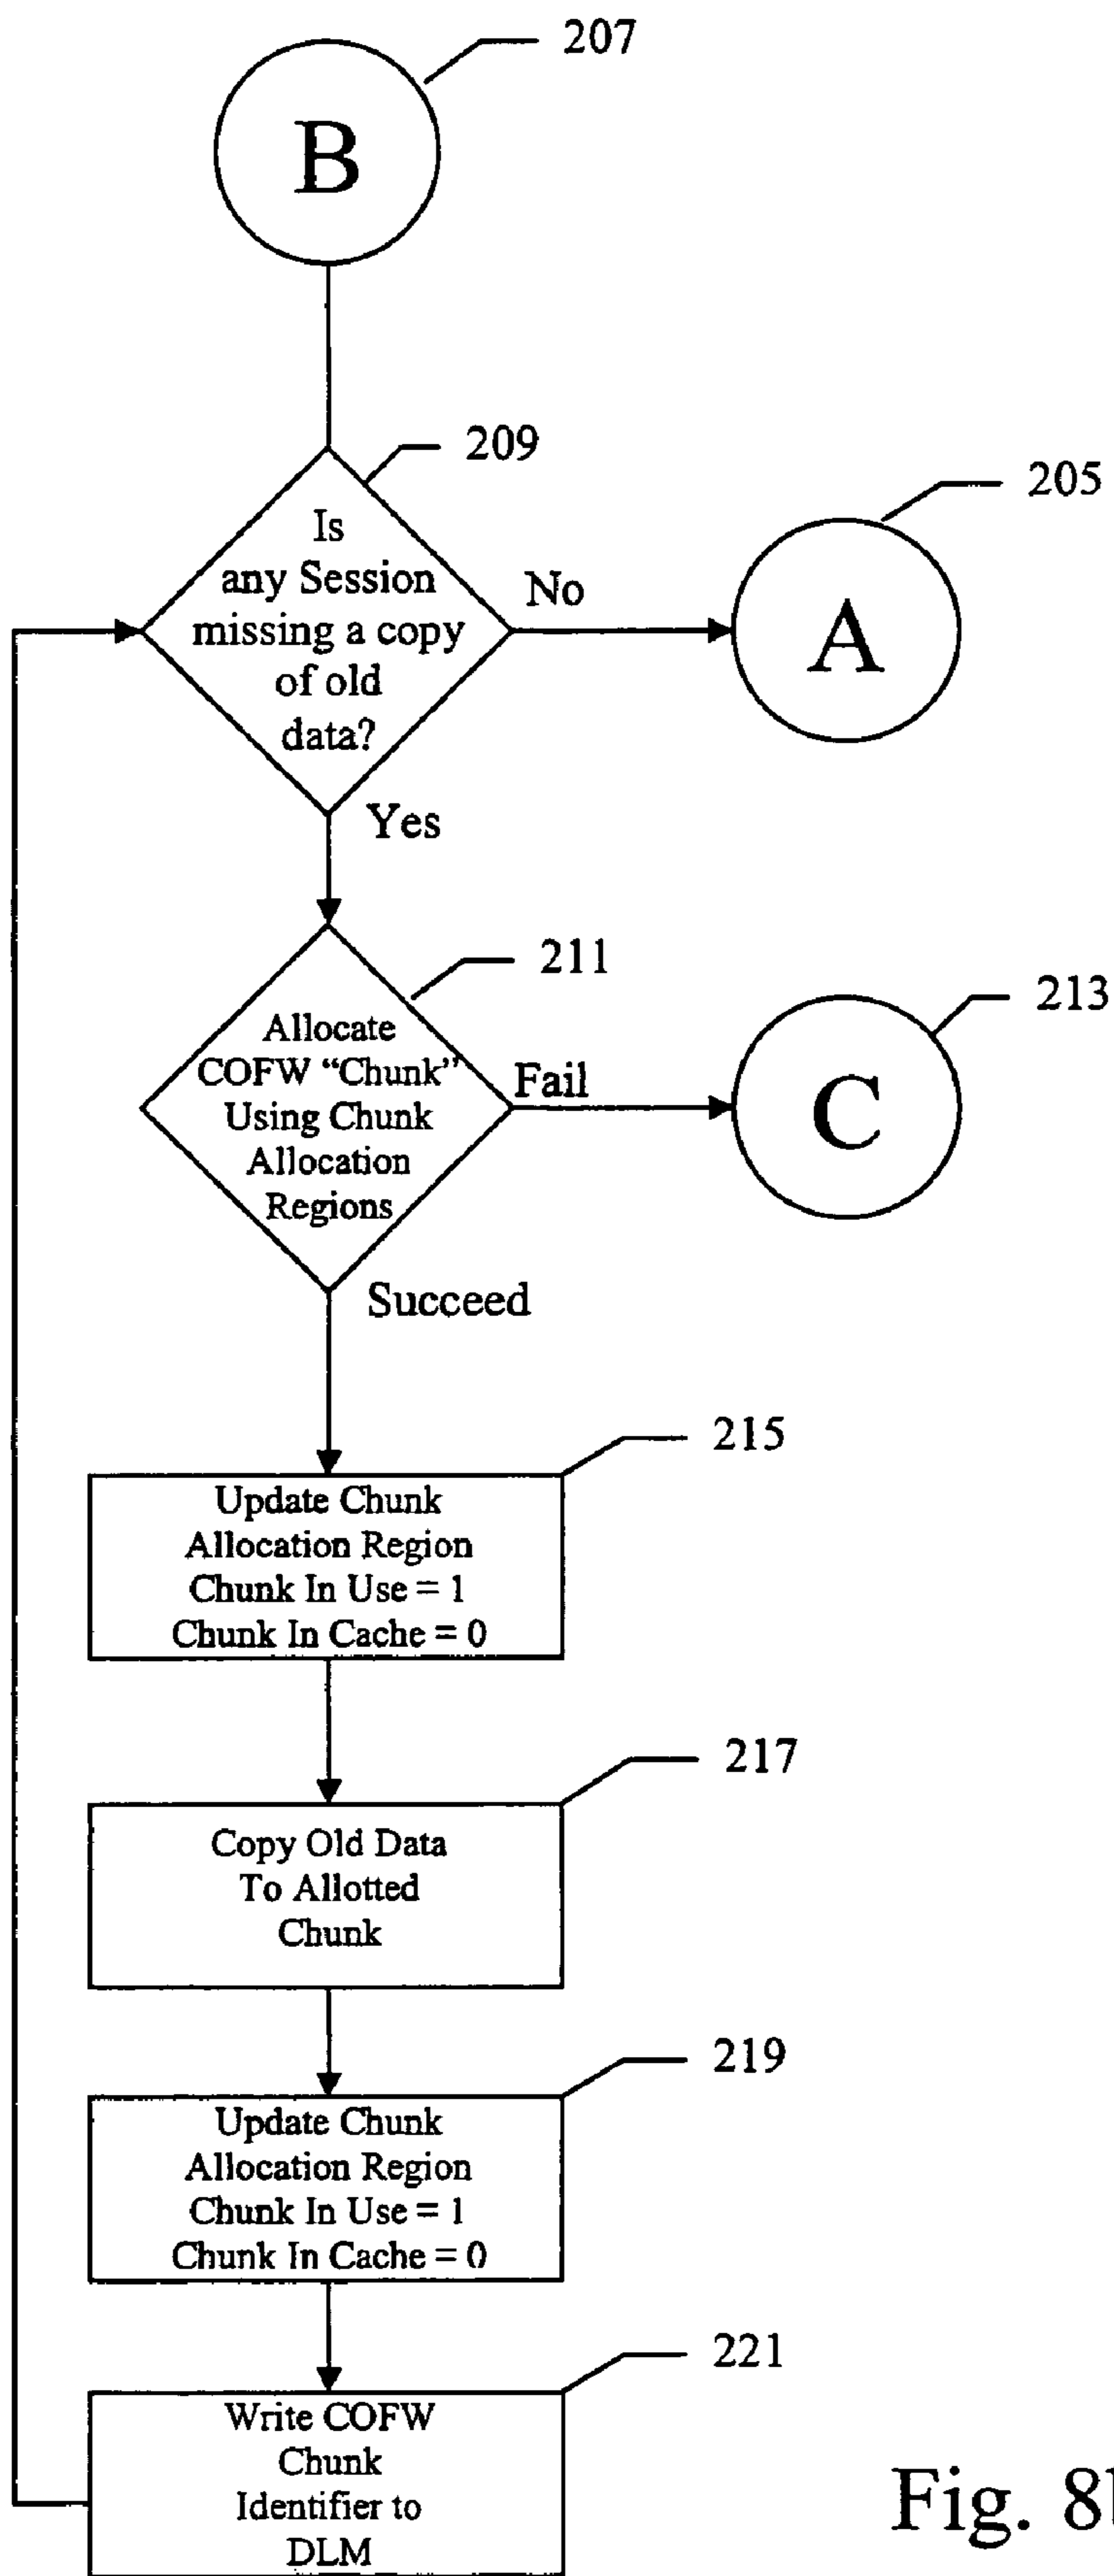 207
B
209
Is
any Session
missing a copy
of old
data?
No
205
A
Yes
211
Allocate
COFW “Chunk”
Using Chunk
Allocation
Regions
Fail
213
C
Succeed
215
Update Chunk
Allocation Region
Chunk In Use = 1
Chunk In Cache = 0
217
Copy Old Data
To Allotted
Chunk
219
Update Chunk
Allocation Region
Chunk In Use = 1
Chunk In Cache = 0
221
Write COFW
Chunk
Identifier to
DLM
Fig.